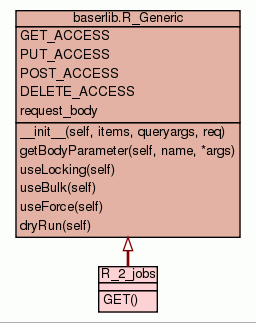 baserlib.R_Generic
GET_ACCESS
PUT_ACCESS
POST_ACCESS
DELETE_ACCESS
request_body
__init__(self, items, queryargs, req)
getBodyParameter(self, name, *args)
useLocking(self)
useBulk(self)
useForce(self)
dryRun(self)
R_2_jobs
GET()